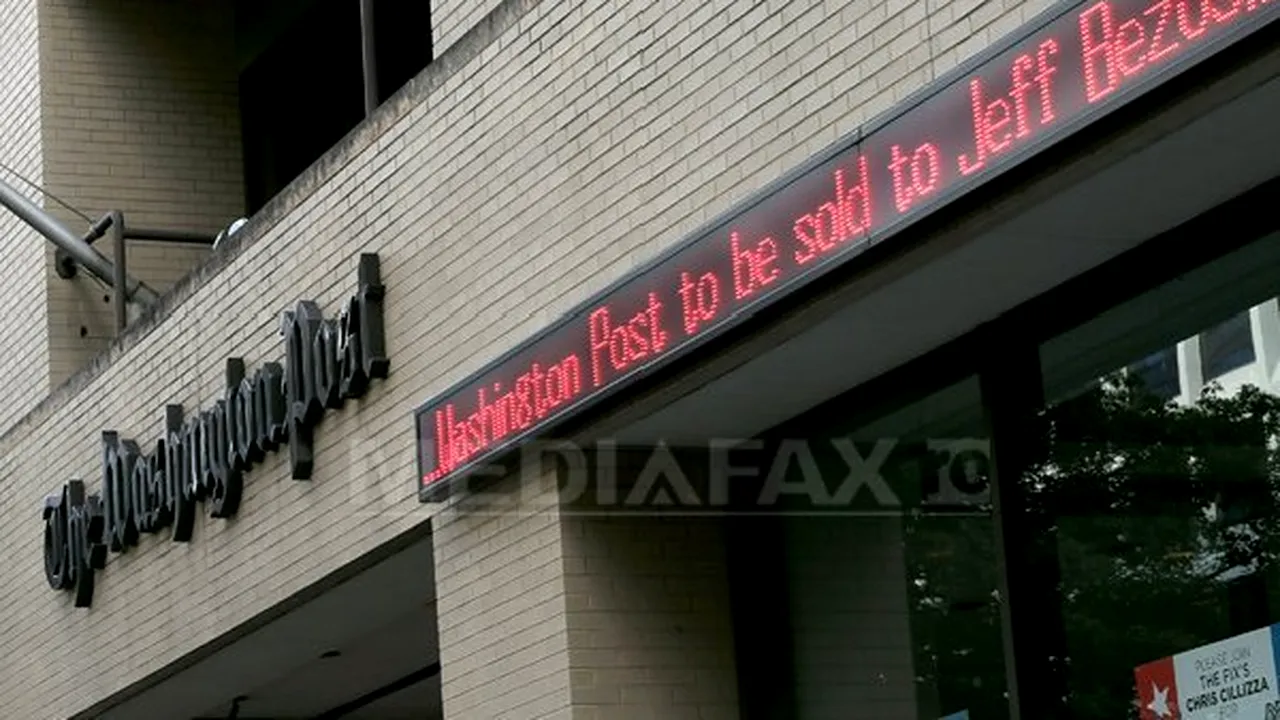 The Washington Post
...Washington Post to be sold to Jeff Bezos
MEDIAFAX.ro
PLEASE JOIN
THE FIX'S
CHRIS CILLIZZA
FOR